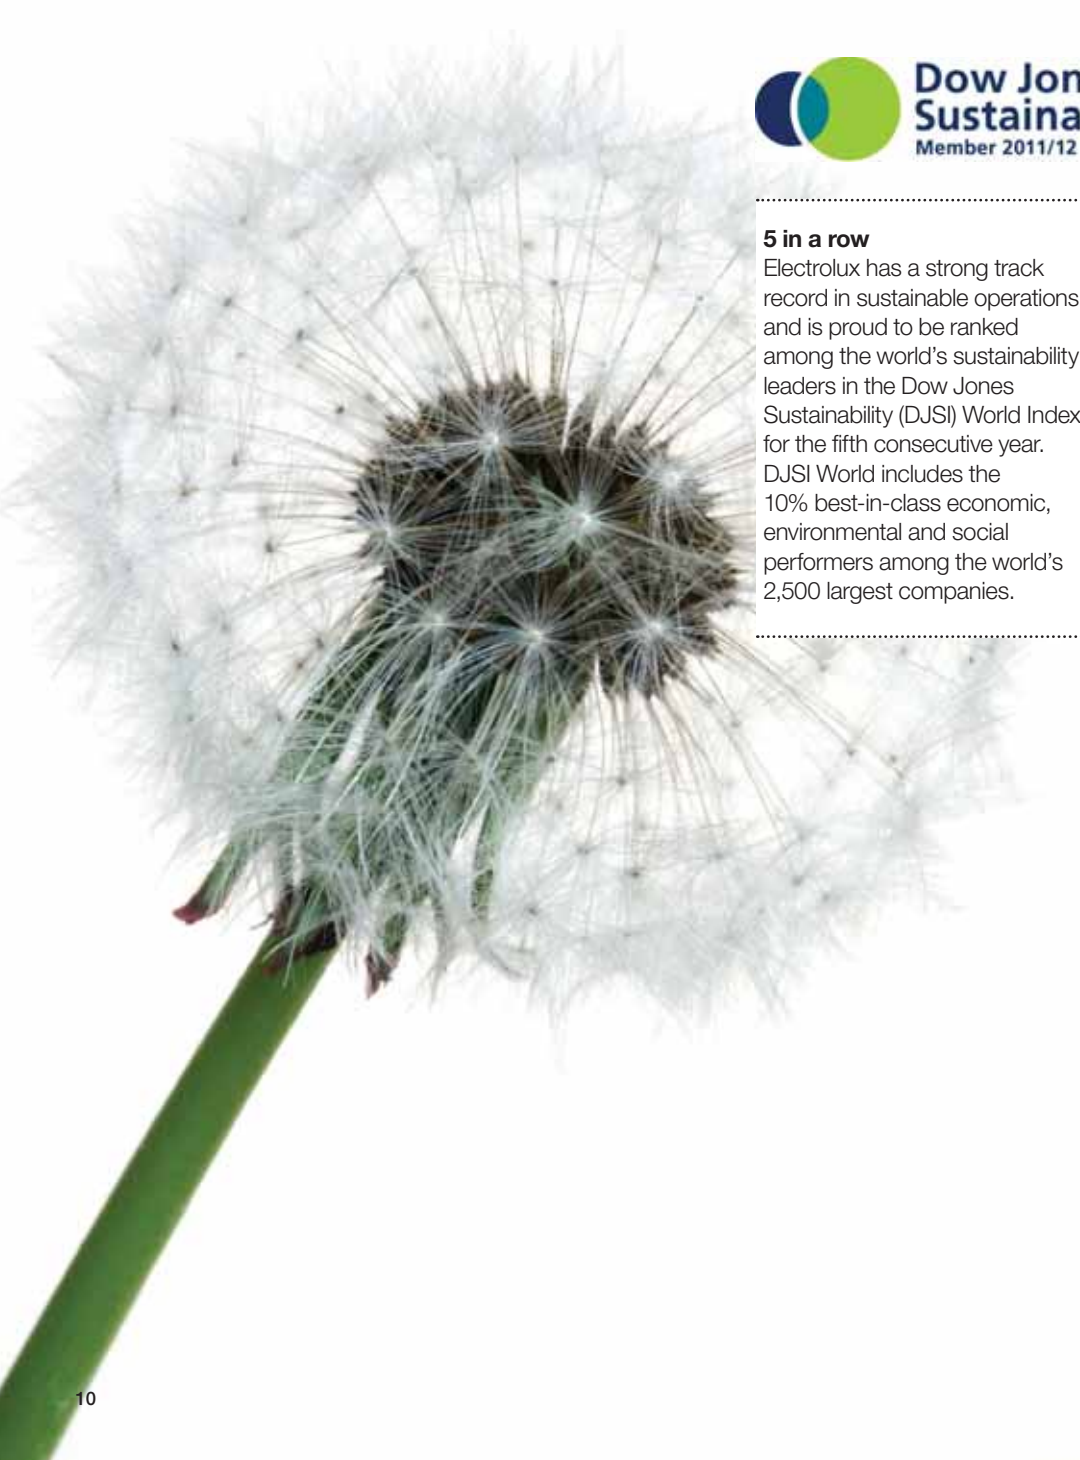 Dow Jon
Sustaina
Member 2011/12
5 in a row
Electrolux has a strong track
record in sustainable operations
and is proud to be ranked
among the world's sustainability
leaders in the Dow Jones
Sustainability (DJSI) World Index
for the fifth consecutive year.
DJSI World includes the
10% best-in-class economic,
environmental and social
performers among the world's
2,500 largest companies.
10